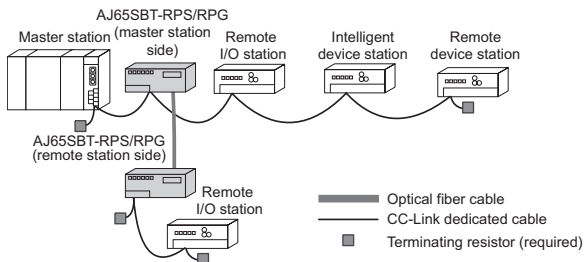 AJ65SBT-RPS/RPG
Master station (master station
side)
Remote
I/O station
Intelligent
device station
Remote
device station
AJ65SBT-RPS/RPG
(remote station side)
Remote
I/O station
Optical fiber cable
CC-Link dedicated cable
Terminating resistor (required)